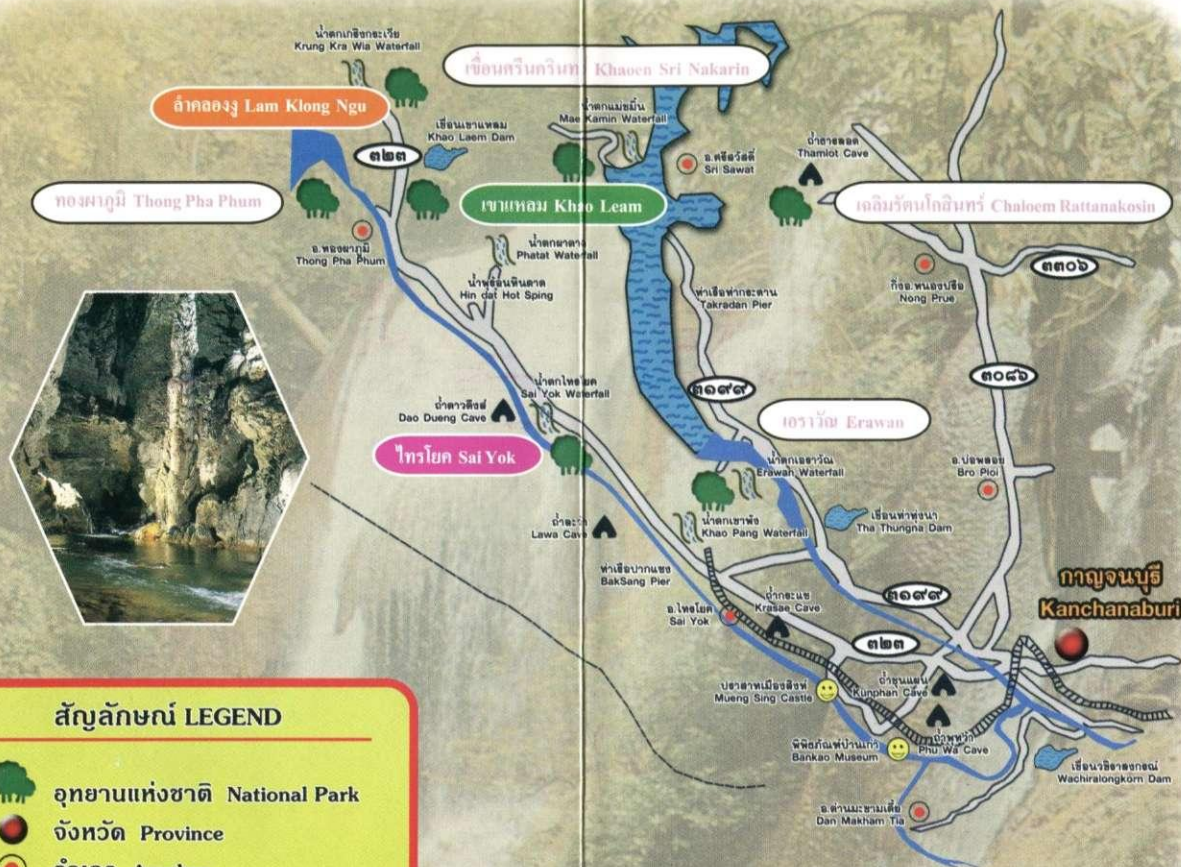 น้ำตกเกริงกระเวีย
Krung Kra Wia Waterfall
เขื่อนศรีนครินทร์ Khaoen Sri Nakarin
ลำคลองงู Lam Klong Ngu
เขื่อนเขาแหลม
Khao Laem Dam
น้ำตกแม่ขมิ้น
Mae Kamin Waterfall
๓๒๓
อ.ศรีสวัสดิ์
Sri Sawat
ถ้ำธารลอด
Thamlot Cave
ทองผาภูมิ Thong Pha Phum
เขาแหลม Khao Leam
เฉลิมรัตนโกสินทร์ Chaloem Rattanakosin
อ.ทองผาภูมิ
Thong Pha Phum
น้ำตกผาตาด
Phatat Waterfall
๓๓๐๖
น้ำพุร้อนหินดาด
Hin dat Hot Sping
ท่าเรือท่ากระดาน
Takradan Pier
กิ่งอ.หนองปรือ
Nong Prue
๓๑๙๙
๓๐๘๖
น้ำตกไทรโยค
Sai Yok Waterfall
ถ้ำดาวดึงส์
Dao Dueng Cave
เอราวัณ Erawan
ไทรโยค Sai Yok
น้ำตกเอราวัณ
Erawan Waterfall
อ.บ่อพลอย
Bro Ploi
ถ้ำละว้า
Lawa Cave
น้ำตกเขาพัง
Khao Pang Waterfall
เขื่อนท่าทุ่งนา
Tha Thungna Dam
ท่าเรือปากแซง
BakSang Pier
กาญจนบุรี
Kanchanaburi
อ.ไทรโยค
Sai Yok
ถ้ำกระแซ
Krasae Cave
๓๑๙๙
๓๒๓
ปราสาทเมืองสิงห์
Mueng Sing Castle
ถ้ำขุนแผน
Kunphan Cave
พิพิธภัณฑ์บ้านเก่า
Bankao Museum
ถ้ำพุหว้า
Phu Wa Cave
เขื่อนวชิราลงกรณ์
Wachiralongkorn Dam
อ.ด่านมะขามเตี้ย
Dan Makham Tia
สัญลักษณ์ LEGEND
อุทยานแห่งชาติ National Park
จังหวัด Province